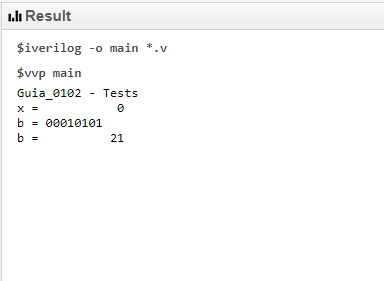 Result
$iverilog -o main *.v
$vvp main
Guia_0102 - Tests
x =           0
b = 00010101
b =          21